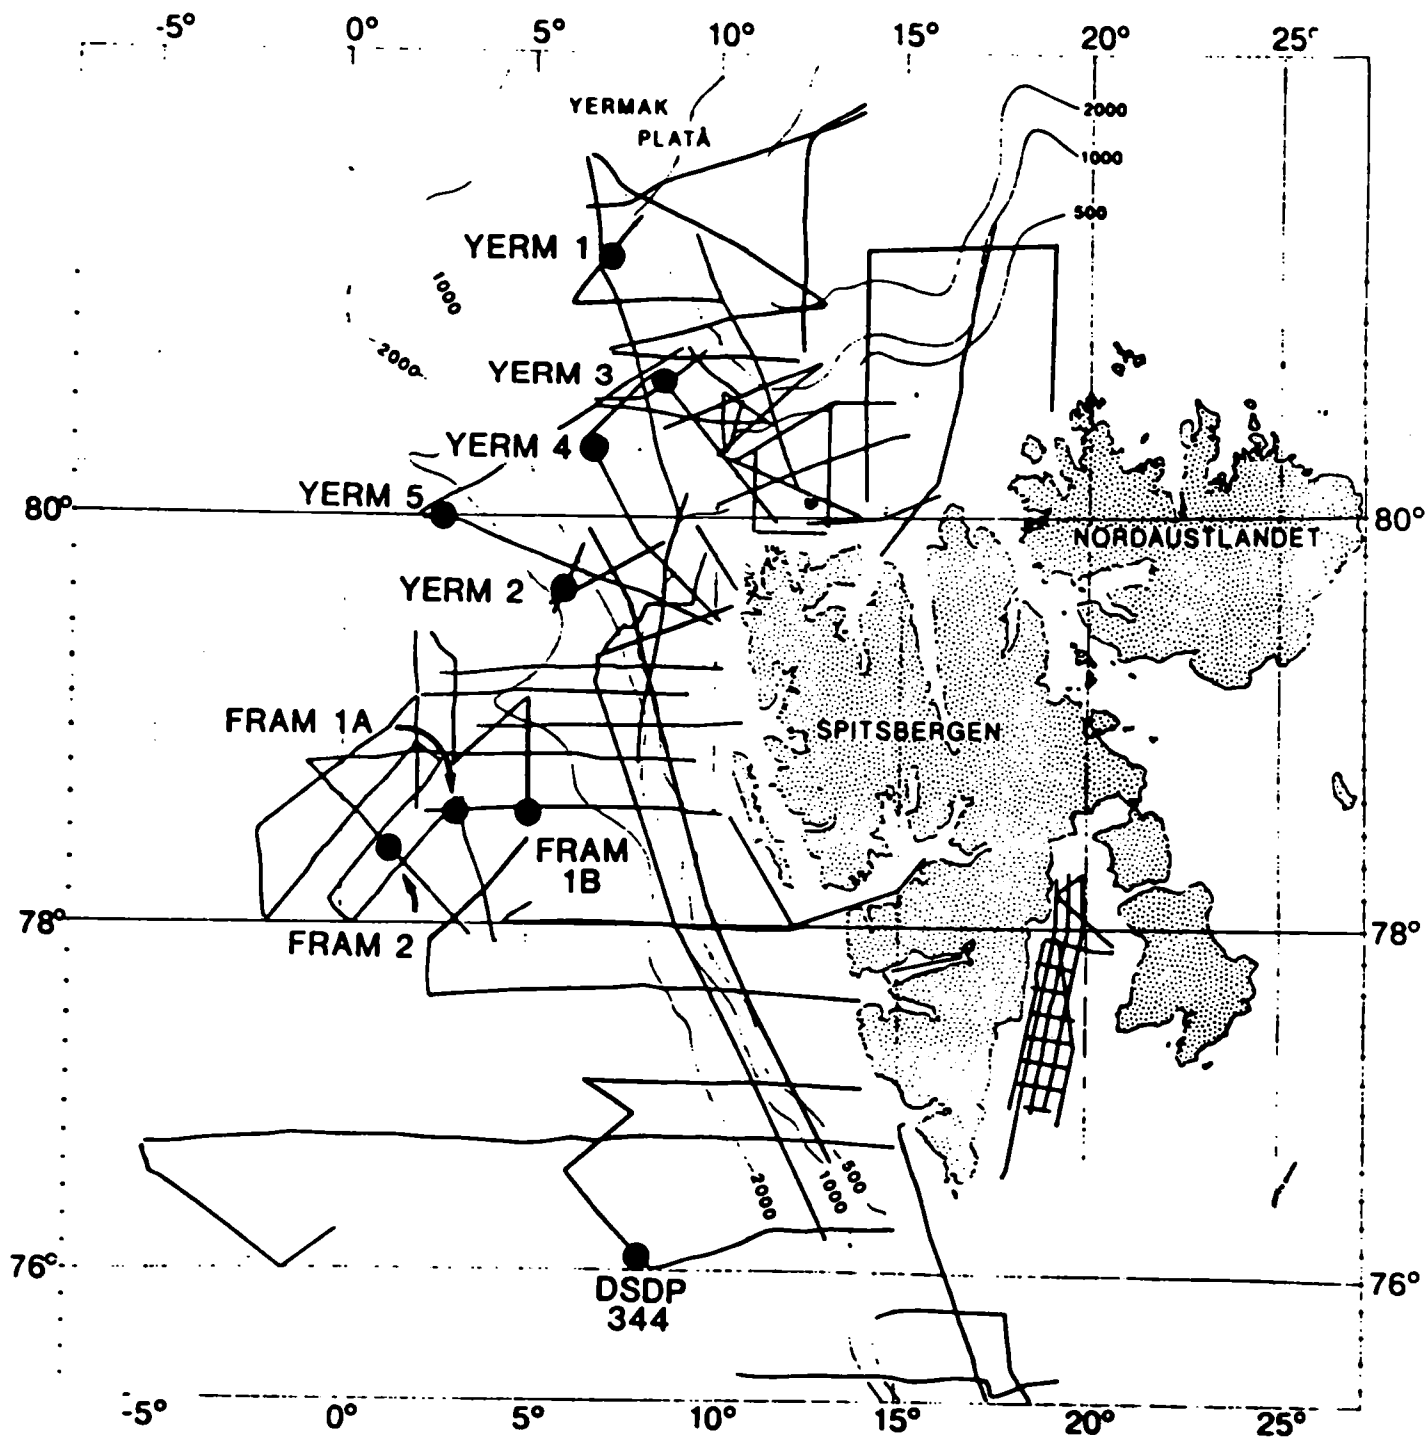 -5° 0° 5° 10° 15° 20° 25°
YERMAK
PLATÅ
2000
1000
500
YERM 1
1000
-2000
YERM 3
YERM 4
YERM 5
80° 80°
NORDAUSTLANDET
YERM 2
FRAM 1A
SPITSBERGEN
FRAM
1B
78° 78°
FRAM 2
2000
1000
500
76° 76°
DSDP
344
-5° 0° 5° 10° 15° 20° 25°